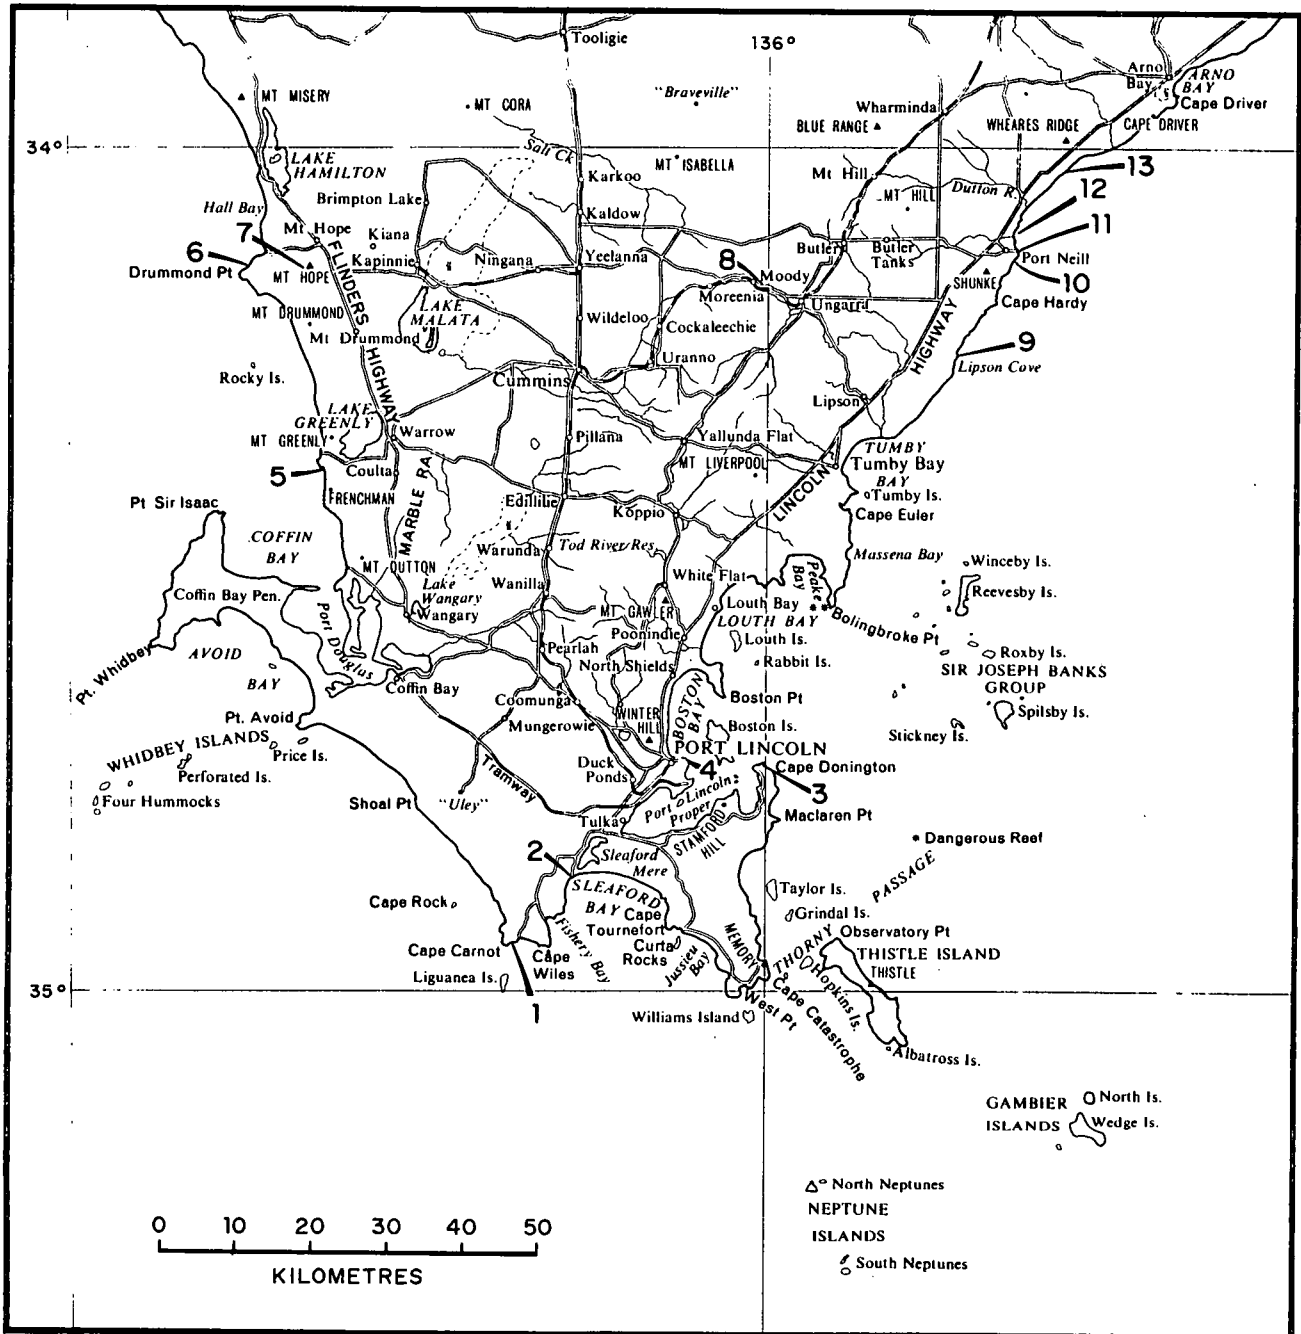 Tooligie
136°
Arno
Bay
ARNO
BAY
Cape Driver
MT MISERY
MT CORA
"Braveville"
Wharminda
BLUE RANGE
WHEARES RIDGE
CAPE DRIVER
34°
LAKE
HAMILTON
Salt Ck
MT ISABELLA
Karkoo
Mt Hill
MT HILL
Dutton R.
13
12
11
Brimpton Lake
Hall Bay
Kaldow
Mt Hope
7
6
Kiana
Drummond Pt
MT HOPE
Kapinnie
Ningana
Yeelanna
8
Moody
Butler
Butler
Tanks
Port Neill
10
SHUNKE
Cape Hardy
FLINDERS
HIGHWAY
MT DRUMMOND
Mt Drummond
LAKE
MALATA
Moreenia
Ungarra
Wildeloo
Cockaleechie
Uranno
HIGHWAY
9
Lipson Cove
Rocky Is.
Cummins
Lipson
LAKE
GREENLY
MT GREENLY
Warrow
Pillana
Yallunda Flat
MT LIVERPOOL
LINCOLN
TUMBY
Tumby Bay
BAY
Tumby Is.
Cape Euler
5
Coulta
FRENCHMAN
MARBLE RA.
Edillilie
Koppio
Pt Sir Isaac
COFFIN
BAY
Warunda
Tod River Res.
Massena Bay
MT DUTTON
Lake
Wangary
Wangary
Wanilla
White Flat
Peake
Bay
Winceby Is.
Reevesby Is.
Coffin Bay Pen.
Port Douglas
MT GAWLER
Louth Bay
LOUTH BAY
Bolingbroke Pt
Poonindie
Louth Is.
Pt. Whidbey
AVOID
BAY
Pearlah
North Shields
Rabbit Is.
Roxby Is.
SIR JOSEPH BANKS
GROUP
Spilsby Is.
Coffin Bay
BOSTON
BAY
Boston Pt
Coomunga
Pt. Avoid
Mungerowie
WINTER
HILL
Boston Is.
Stickney Is.
WHIDBEY ISLANDS
Price Is.
Perforated Is.
PORT LINCOLN
4
Tramway
Duck
Ponds
Cape Donington
3
Four Hummocks
Shoal Pt
"Uley"
Port Lincoln
Proper
Tulka
STAMFORD
HILL
Maclaren Pt
Dangerous Reef
2
Sleaford
Mere
SLEAFORD
BAY
PASSAGE
Taylor Is.
Cape Rock
Cape
Tournefort
Grindal Is.
Fishery Bay
Curta
Rocks
Jussieu
Bay
MEMORY
THORNY
Observatory Pt
THISTLE ISLAND
THISTLE
Cape Carnot
Cape
Wiles
Liguanea Is.
Hopkins Is.
35°
1
West Pt
Cape Catastrophe
Williams Island
Albatross Is.
GAMBIER
ISLANDS
North Is.
Wedge Is.
North Neptunes
NEPTUNE
ISLANDS
South Neptunes
0 10 20 30 40 50
KILOMETRES